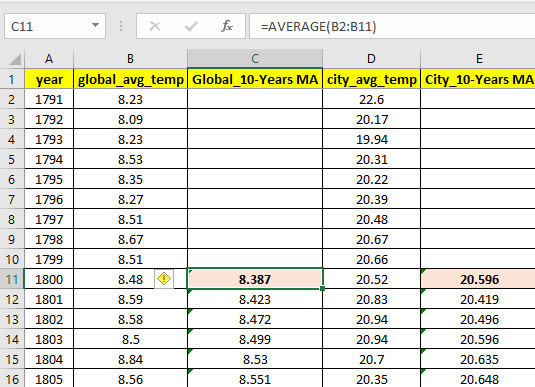 C11 fx =AVERAGE(B2:B11)
A B C D E
1 year global_avg_temp Global_10-Years MA city_avg_temp City_10-Years MA
2 1791 8.23 22.6
3 1792 8.09 20.17
4 1793 8.23 19.94
5 1794 8.53 20.31
6 1795 8.35 20.22
7 1796 8.27 20.39
8 1797 8.51 20.48
9 1798 8.67 20.67
10 1799 8.51 20.66
11 1800 8.48 8.387 20.52 20.596
12 1801 8.59 8.423 20.83 20.419
13 1802 8.58 8.472 20.94 20.496
14 1803 8.5 8.499 20.94 20.596
15 1804 8.84 8.53 20.7 20.635
16 1805 8.56 8.551 20.35 20.648